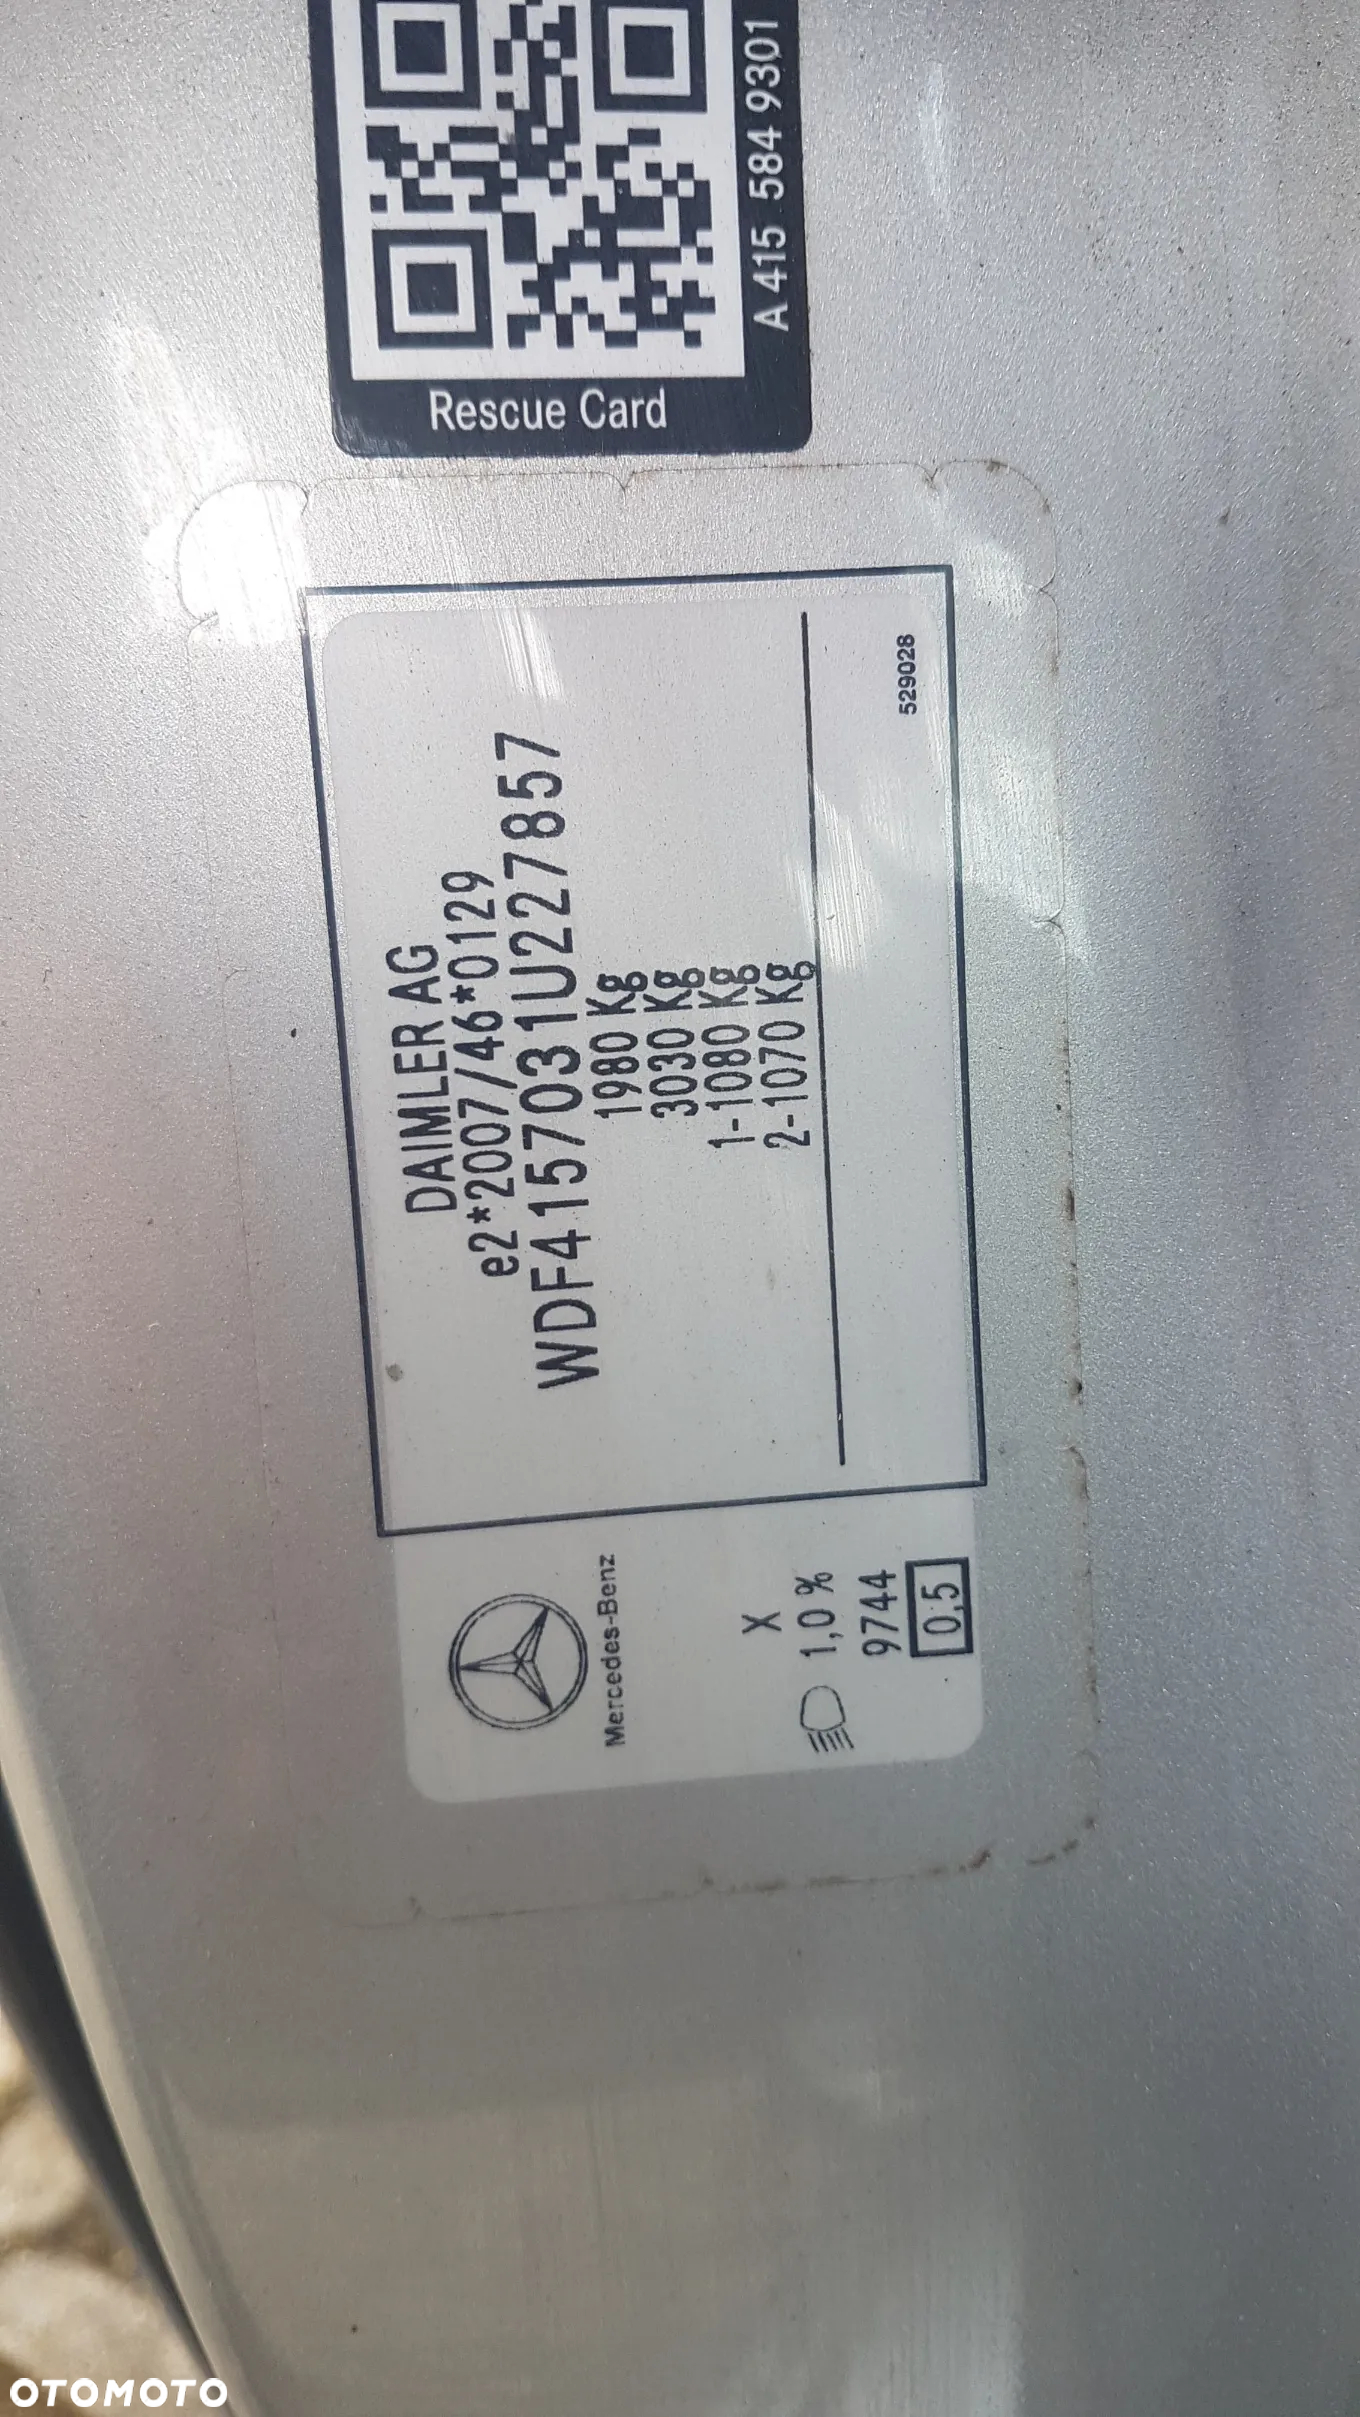 A 415 584 9301
Rescue Card
DAIMLER AG
e2*2007/46*0129
WDF4157031U227857
1980 Kg
3030 Kg
1-1080 Kg
2-1070 Kg
529028
Mercedes-Benz
X
1,0 %
9744
0,5
OTOMOTO